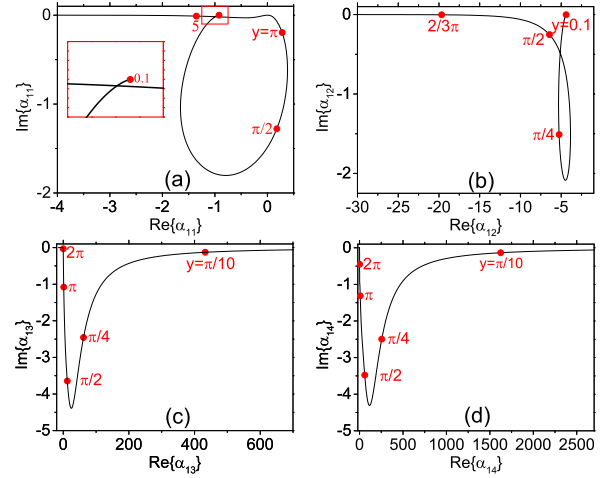 0
-1
-2
Im{α11}
5
y=π
0.1
π/2
(a)
-4 -3 -2 -1 0
Re{α11}
0
-1
-2
Im{α12}
2/3π
y=0.1
π/2
π/4
(b)
-30 -25 -20 -15 -10 -5
Re{α12}
0
-1
-2
-3
-4
-5
Im{α13}
2π
y=π/10
π
π/4
π/2
(c)
0 200 400 600
Re{α13}
0
-1
-2
-3
-4
-5
Im{α14}
2π
y=π/10
π
π/4
π/2
(d)
0 500 1000 1500 2000 2500
Re{α14}